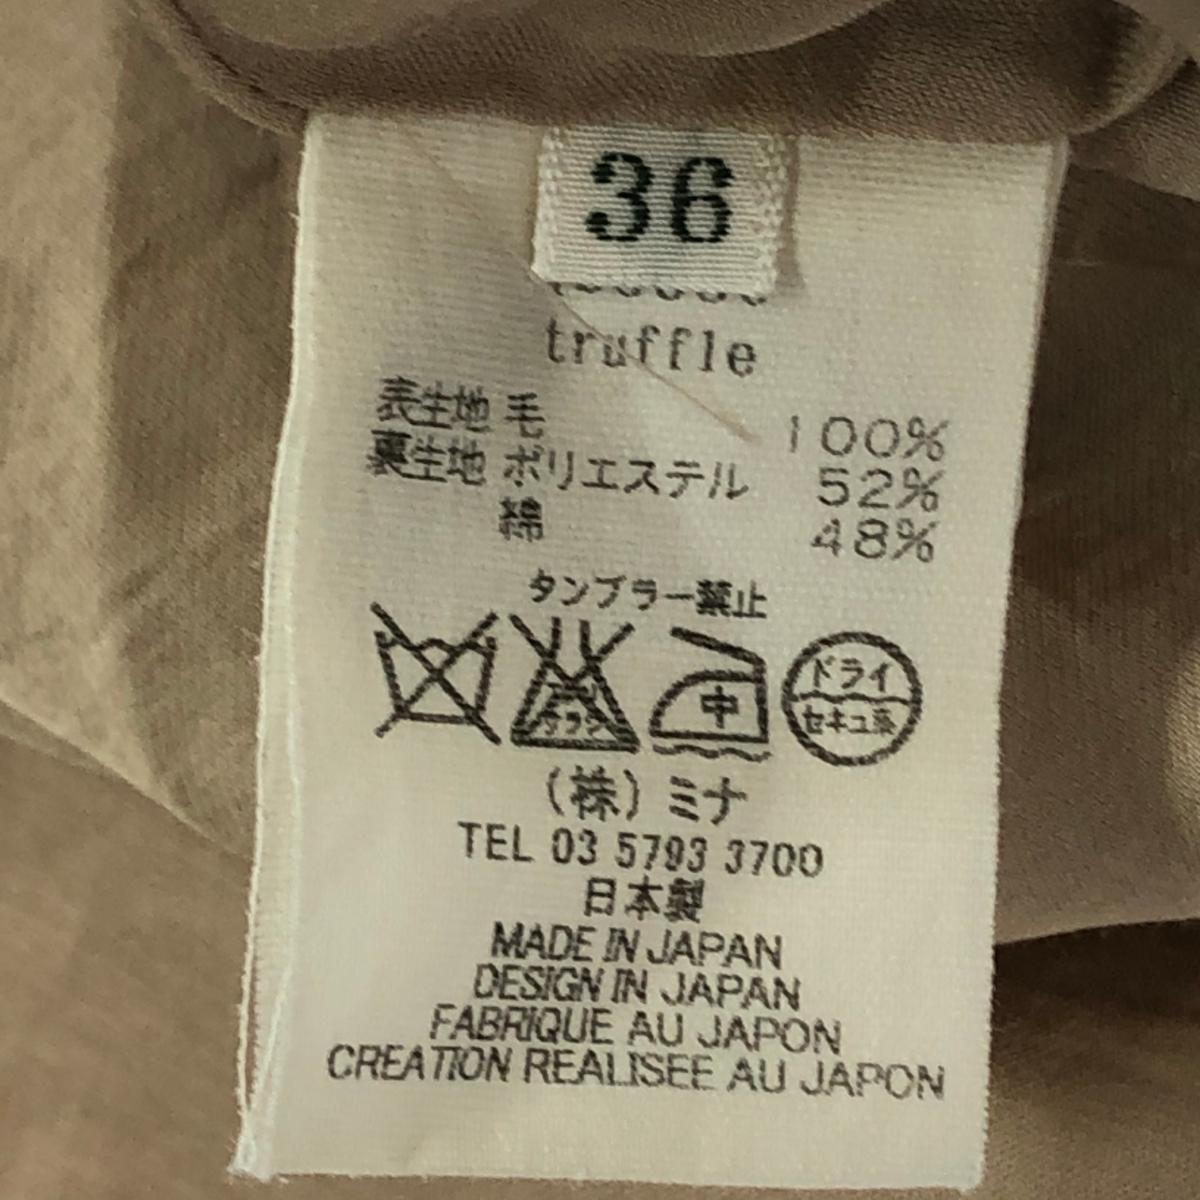 36
truffle
表生地 毛 100%
裏生地 ポリエステル 52%
綿 48%
タンブラー禁止
中
ドライ
セキユ系
(株)ミナ
TEL 03 5793 3700
日本製
MADE IN JAPAN
DESIGN IN JAPAN
FABRIQUE AU JAPON
CREATION REALISEE AU JAPON